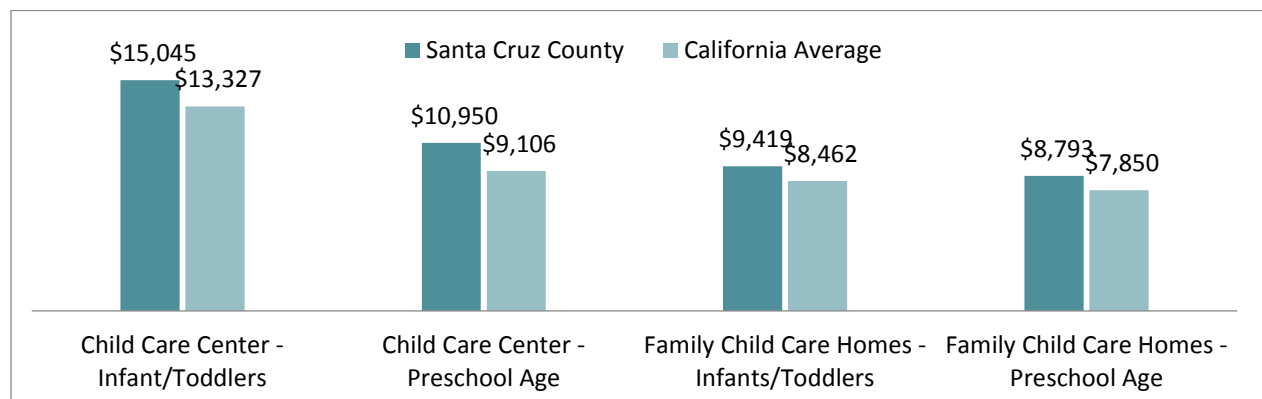 Santa Cruz County
California Average
$15,045
$13,327
$10,950
$9,106
$9,419
$8,462
$8,793
$7,850
Child Care Center -
Infant/Toddlers
Child Care Center -
Preschool Age
Family Child Care Homes -
Infants/Toddlers
Family Child Care Homes -
Preschool Age